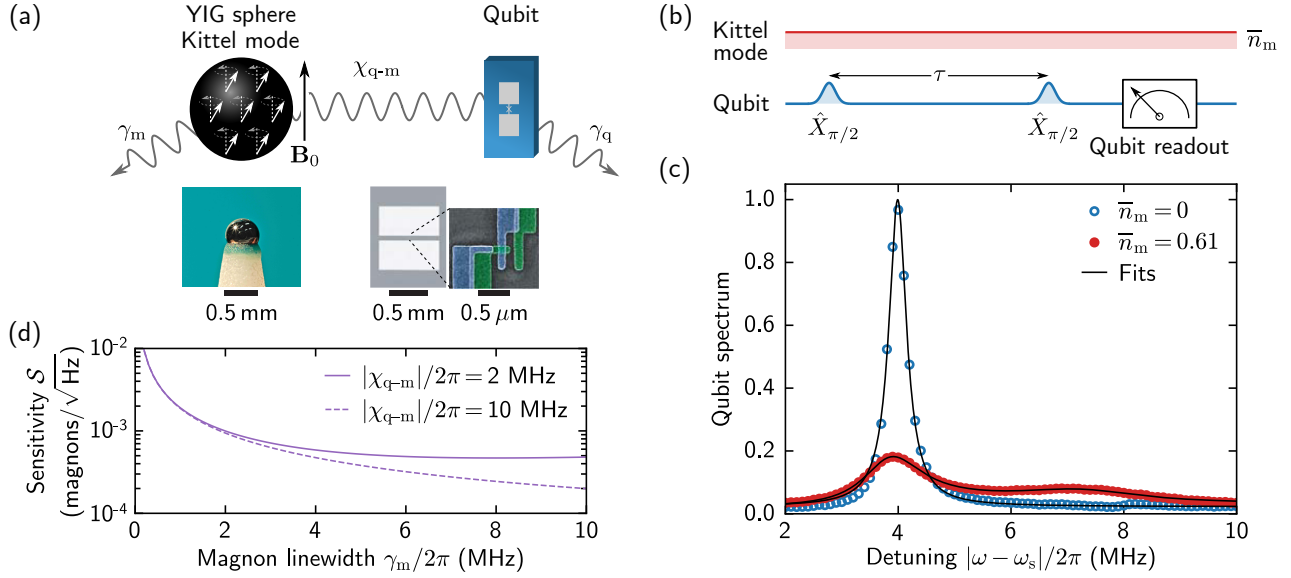 (a)
YIG sphere
Kittel mode
Qubit
χq-m
γm
B0
γq
0.5 mm
0.5 mm
0.5 μm
(b)
Kittel
mode
n̅m
τ
Qubit
X̂π/2
X̂π/2
Qubit readout
(c)
Qubit spectrum
1.0
0.8
0.6
0.4
0.2
0.0
n̅m = 0
n̅m = 0.61
Fits
2 4 6 8 10
Detuning |ω − ωs|/2π (MHz)
(d)
Sensitivity 𝒮
(magnons/√Hz)
10⁻²
10⁻³
10⁻⁴
|χq-m|/2π = 2 MHz
|χq-m|/2π = 10 MHz
0 2 4 6 8 10
Magnon linewidth γm/2π (MHz)